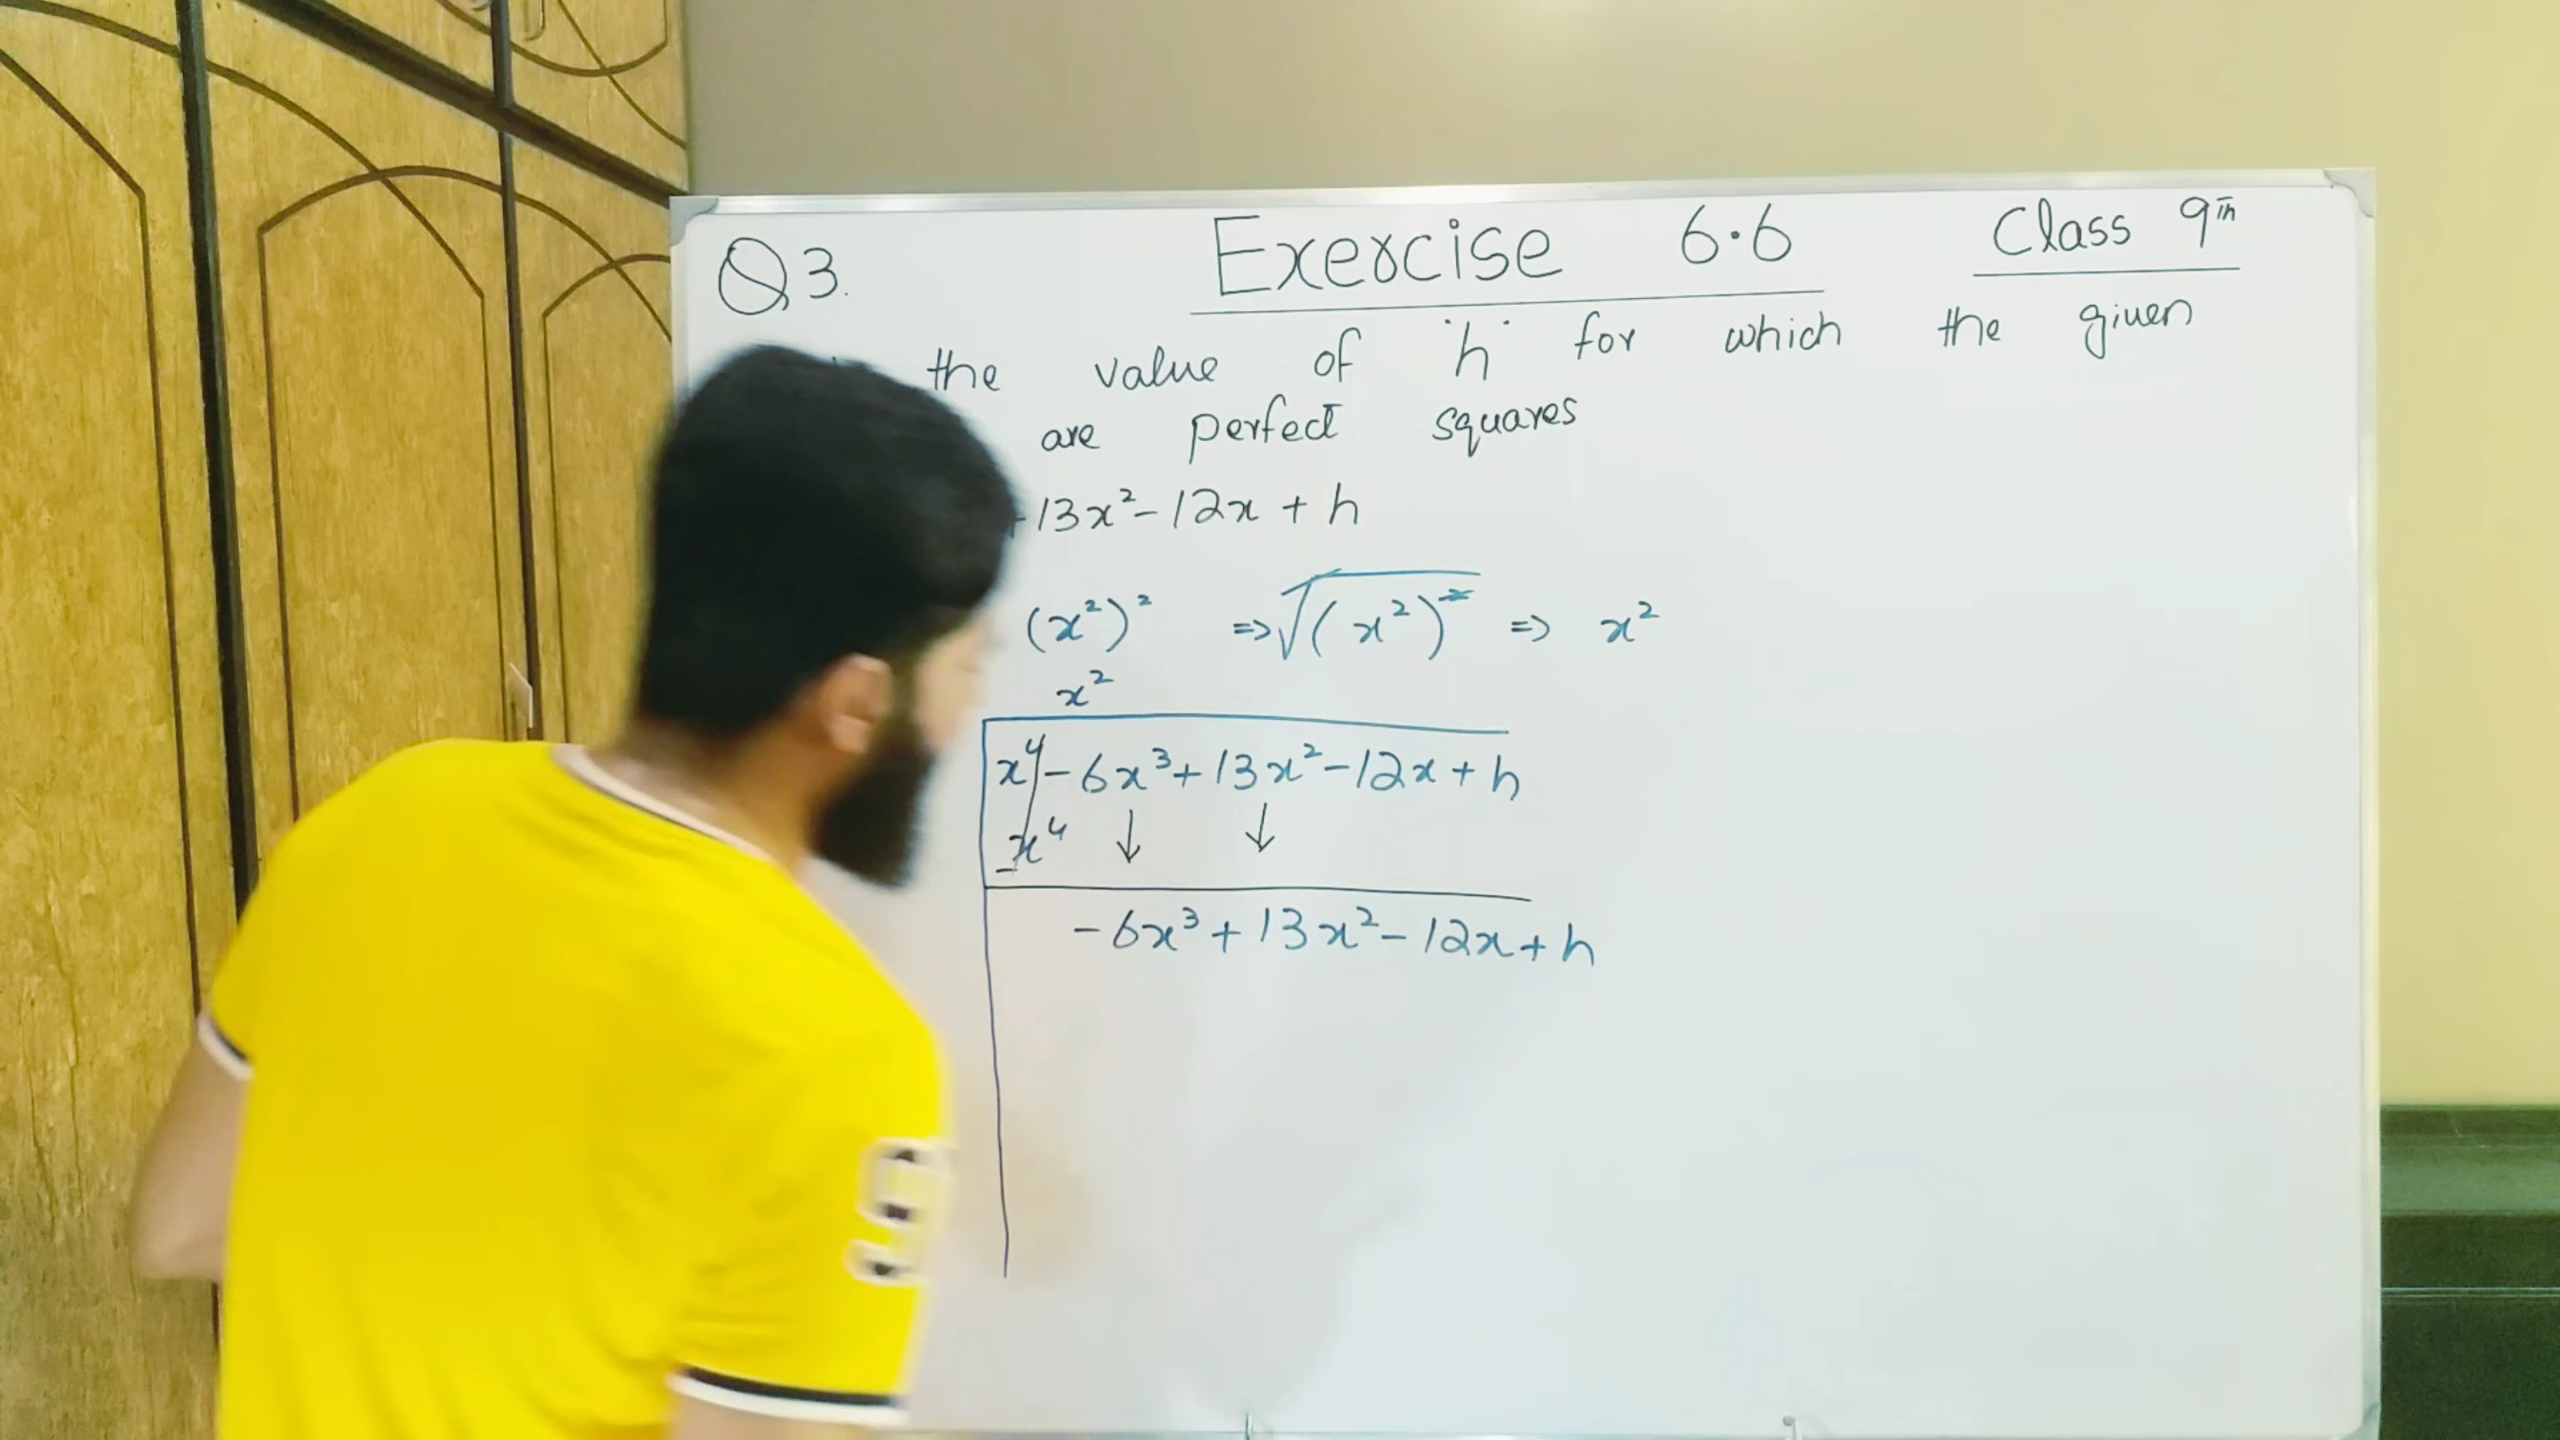 Q3. Exercise 6.6 Class 9th
the value of 'h' for which the given
are perfect squares
13x² - 12x + h
(x²)² => √(x²)² => x²
x²
x⁴ - 6x³ + 13x² - 12x + h
- x⁴ ↓ ↓
- 6x³ + 13x² - 12x + h